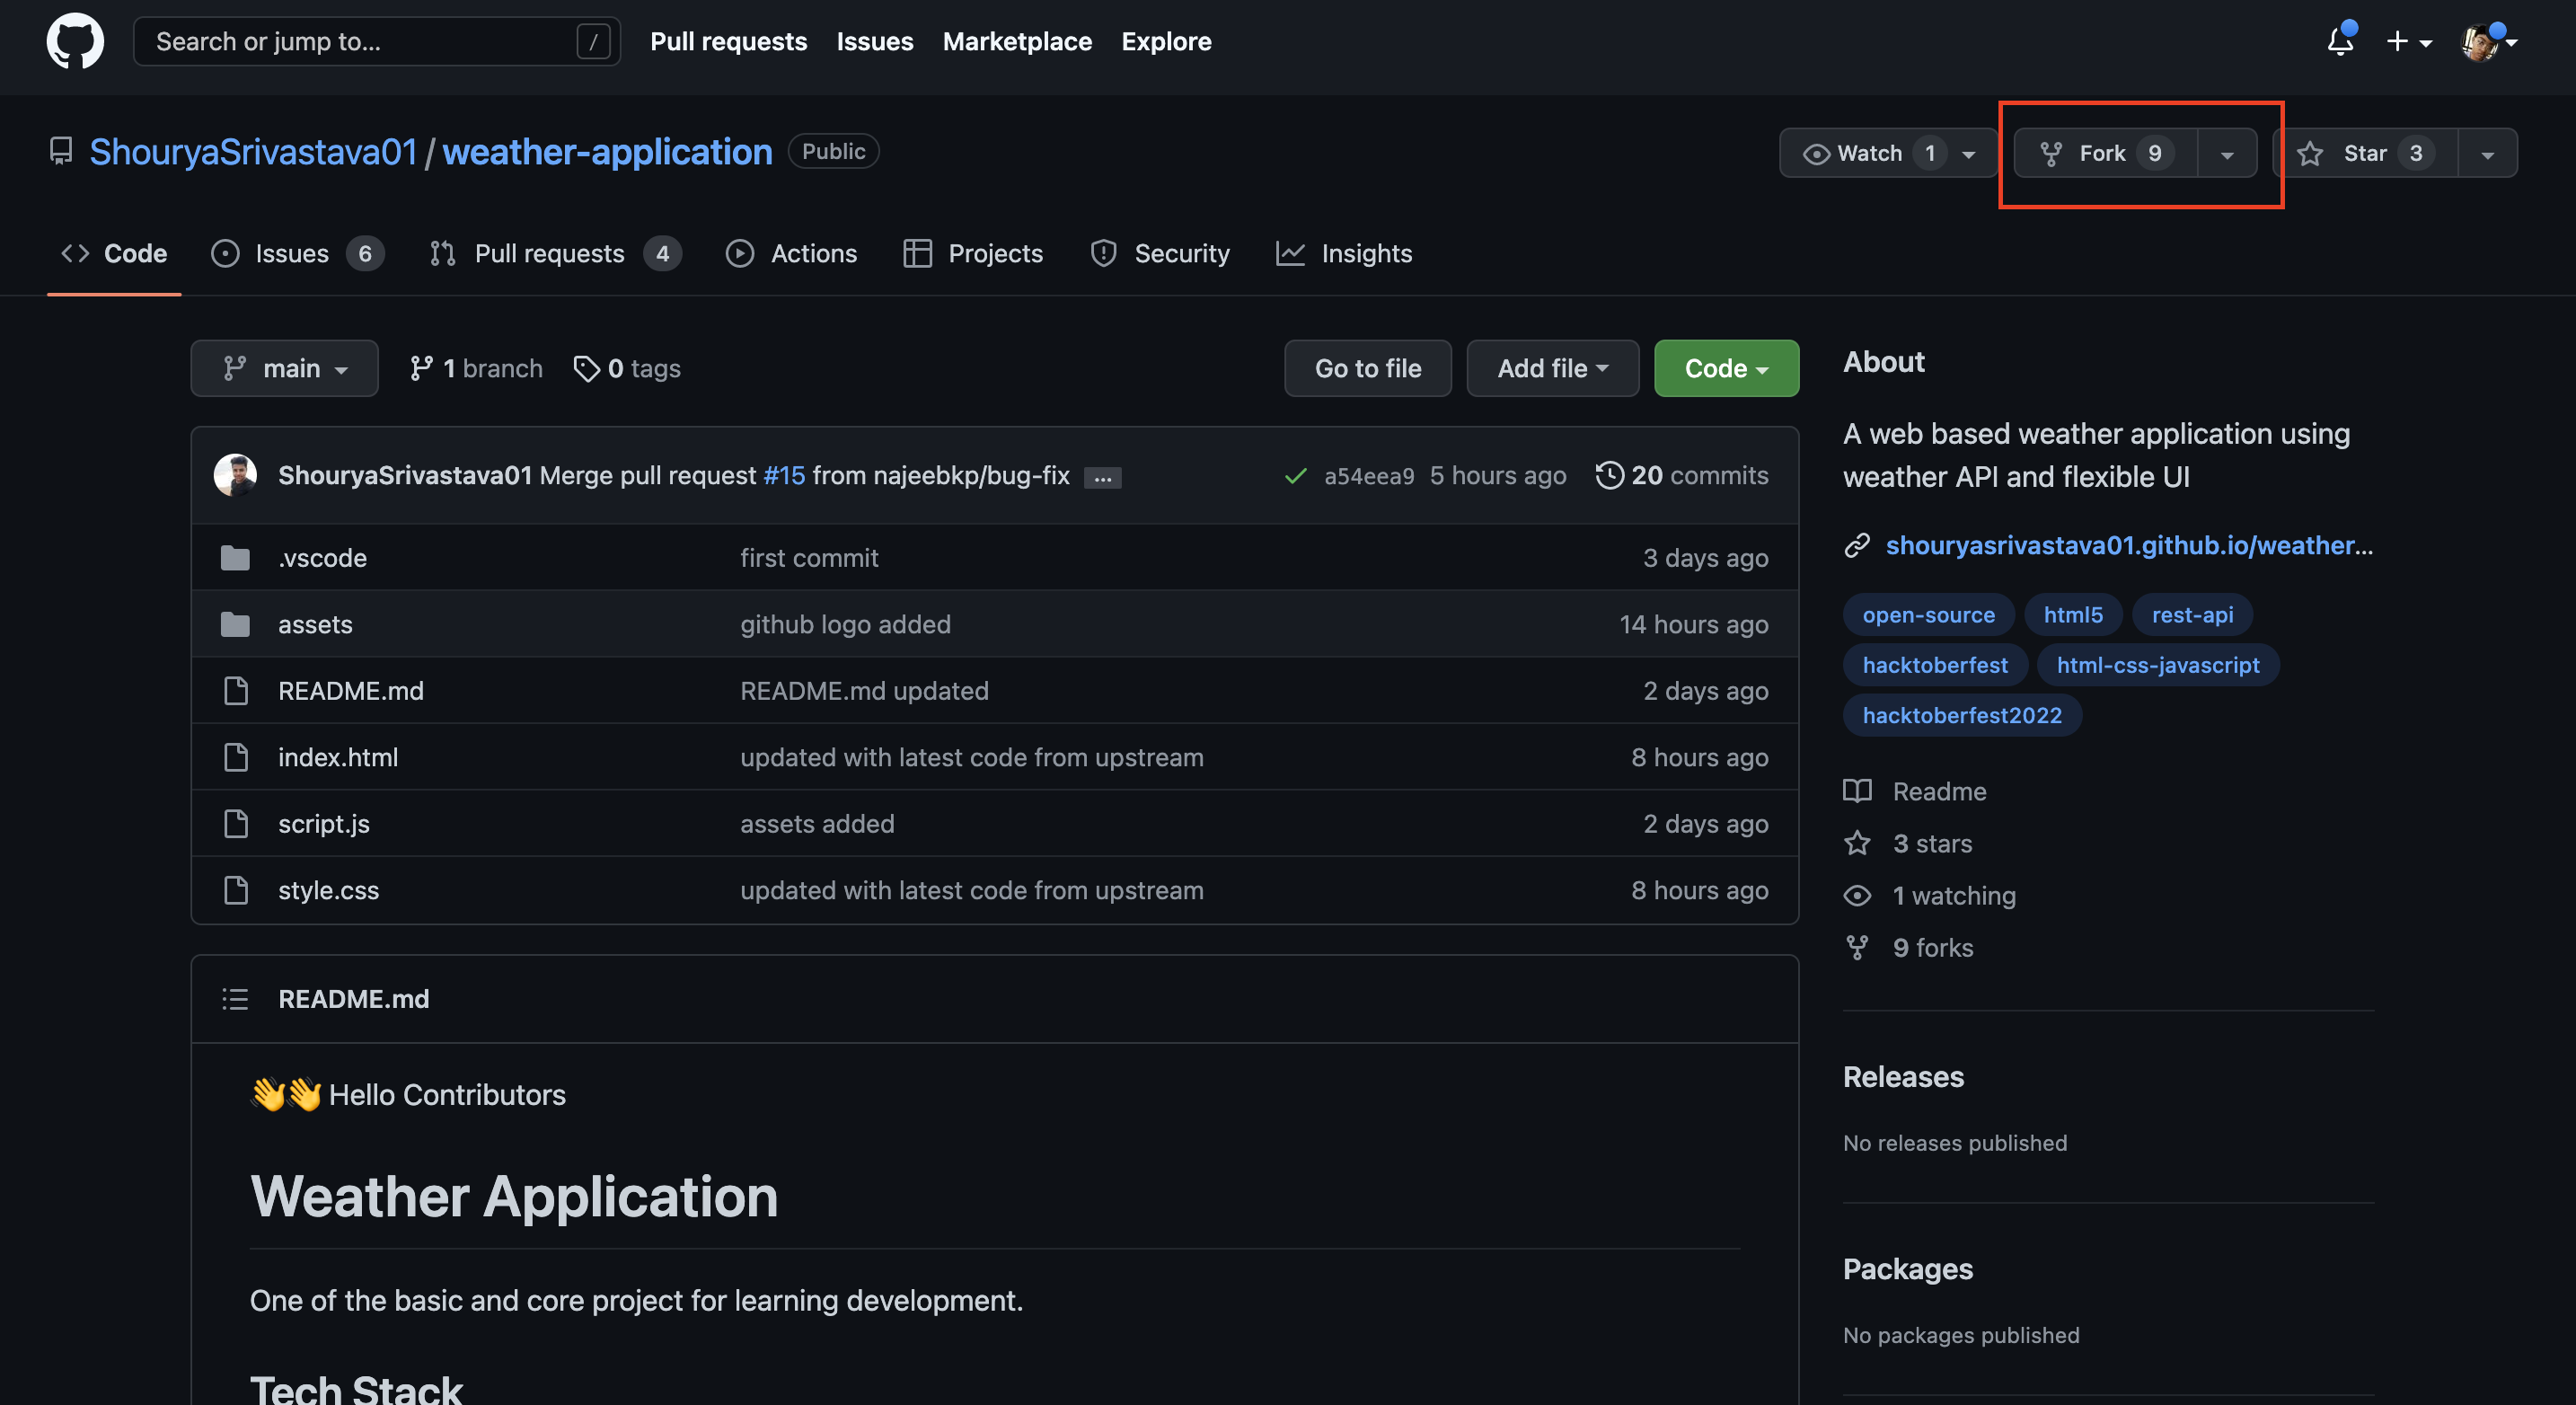 Search or jump to... /
Pull requests Issues Marketplace Explore
ShouryaSrivastava01 / weather-application Public
Watch 1 Fork 9 Star 3
Code Issues 6 Pull requests 4 Actions Projects Security Insights
main 1 branch 0 tags
Go to file Add file Code
ShouryaSrivastava01 Merge pull request #15 from najeebkp/bug-fix ... a54eea9 5 hours ago 20 commits
.vscode first commit 3 days ago
assets github logo added 14 hours ago
README.md README.md updated 2 days ago
index.html updated with latest code from upstream 8 hours ago
script.js assets added 2 days ago
style.css updated with latest code from upstream 8 hours ago
README.md
👋👋 Hello Contributors
Weather Application
One of the basic and core project for learning development.
Tech Stack
About
A web based weather application using
weather API and flexible UI
shouryasrivastava01.github.io/weather...
open-source html5 rest-api
hacktoberfest html-css-javascript
hacktoberfest2022
Readme
3 stars
1 watching
9 forks
Releases
No releases published
Packages
No packages published